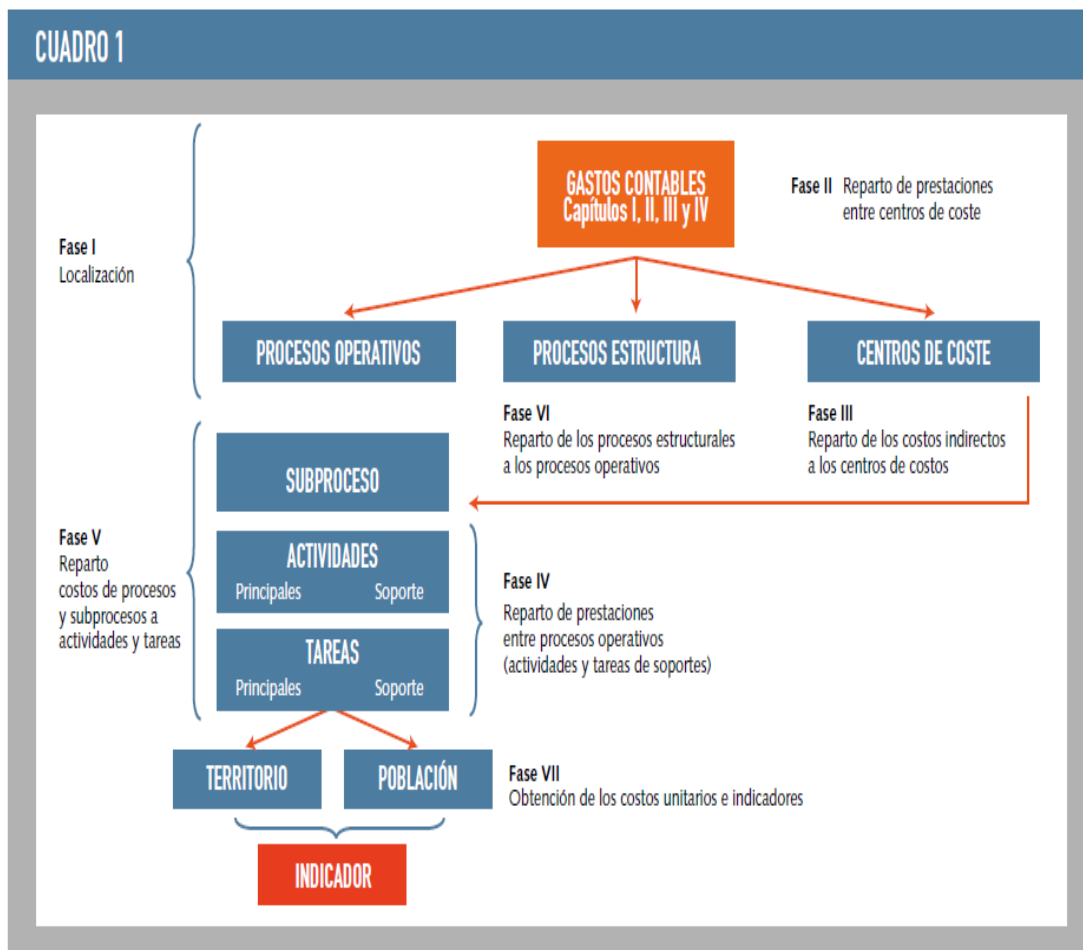 CUADRO 1
GASTOS CONTABLES
Capítulos I, II, III y IV
Fase II Reparto de prestaciones
entre centros de coste
Fase I
Localización
PROCESOS OPERATIVOS
PROCESOS ESTRUCTURA
CENTROS DE COSTE
Fase VI
Reparto de los procesos estructurales
a los procesos operativos
Fase III
Reparto de los costos indirectos
a los centros de costos
SUBPROCESO
Fase V
Reparto
costos de procesos
y subprocesos a
actividades y tareas
ACTIVIDADES
Principales Soporte
TAREAS
Principales Soporte
Fase IV
Reparto de prestaciones
entre procesos operativos
(actividades y tareas de soportes)
TERRITORIO
POBLACIÓN
Fase VII
Obtención de los costos unitarios e indicadores
INDICADOR